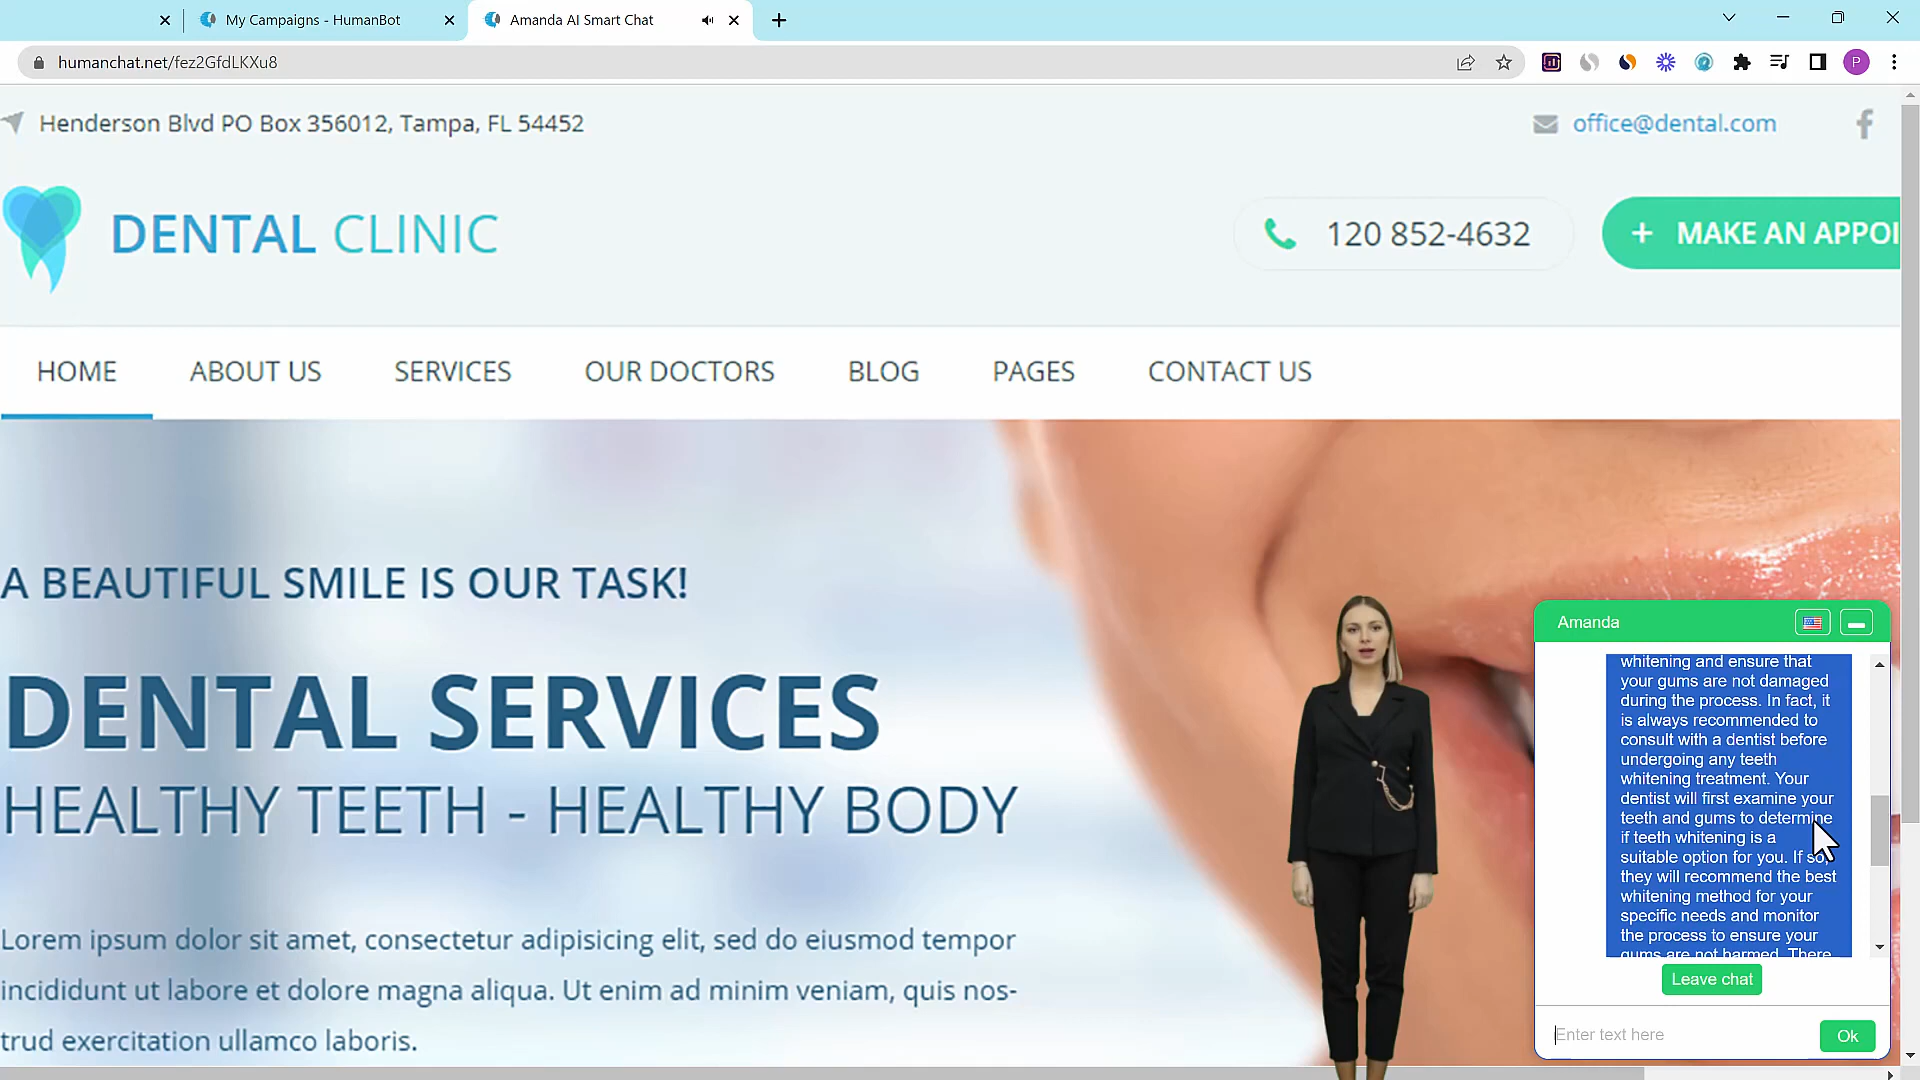 My Campaigns - HumanBot
Amanda AI Smart Chat
humanchat.net/fez2GfdLKXu8
P
Henderson Blvd PO Box 356012, Tampa, FL 54452
office@dental.com
DENTAL CLINIC
120 852-4632
+ MAKE AN APPOI
HOME
ABOUT US
SERVICES
OUR DOCTORS
BLOG
PAGES
CONTACT US
A BEAUTIFUL SMILE IS OUR TASK!
DENTAL SERVICES
HEALTHY TEETH - HEALTHY BODY
Lorem ipsum dolor sit amet, consectetur adipisicing elit, sed do eiusmod tempor
incididunt ut labore et dolore magna aliqua. Ut enim ad minim veniam, quis nos-
trud exercitation ullamco laboris.
Amanda
whitening and ensure that
your gums are not damaged
during the process. In fact, it
is always recommended to
consult with a dentist before
undergoing any teeth
whitening treatment. Your
dentist will first examine your
teeth and gums to determine
if teeth whitening is a
suitable option for you. If so,
they will recommend the best
whitening method for your
specific needs and monitor
the process to ensure your
gums are not harmed. There
Leave chat
Enter text here
Ok